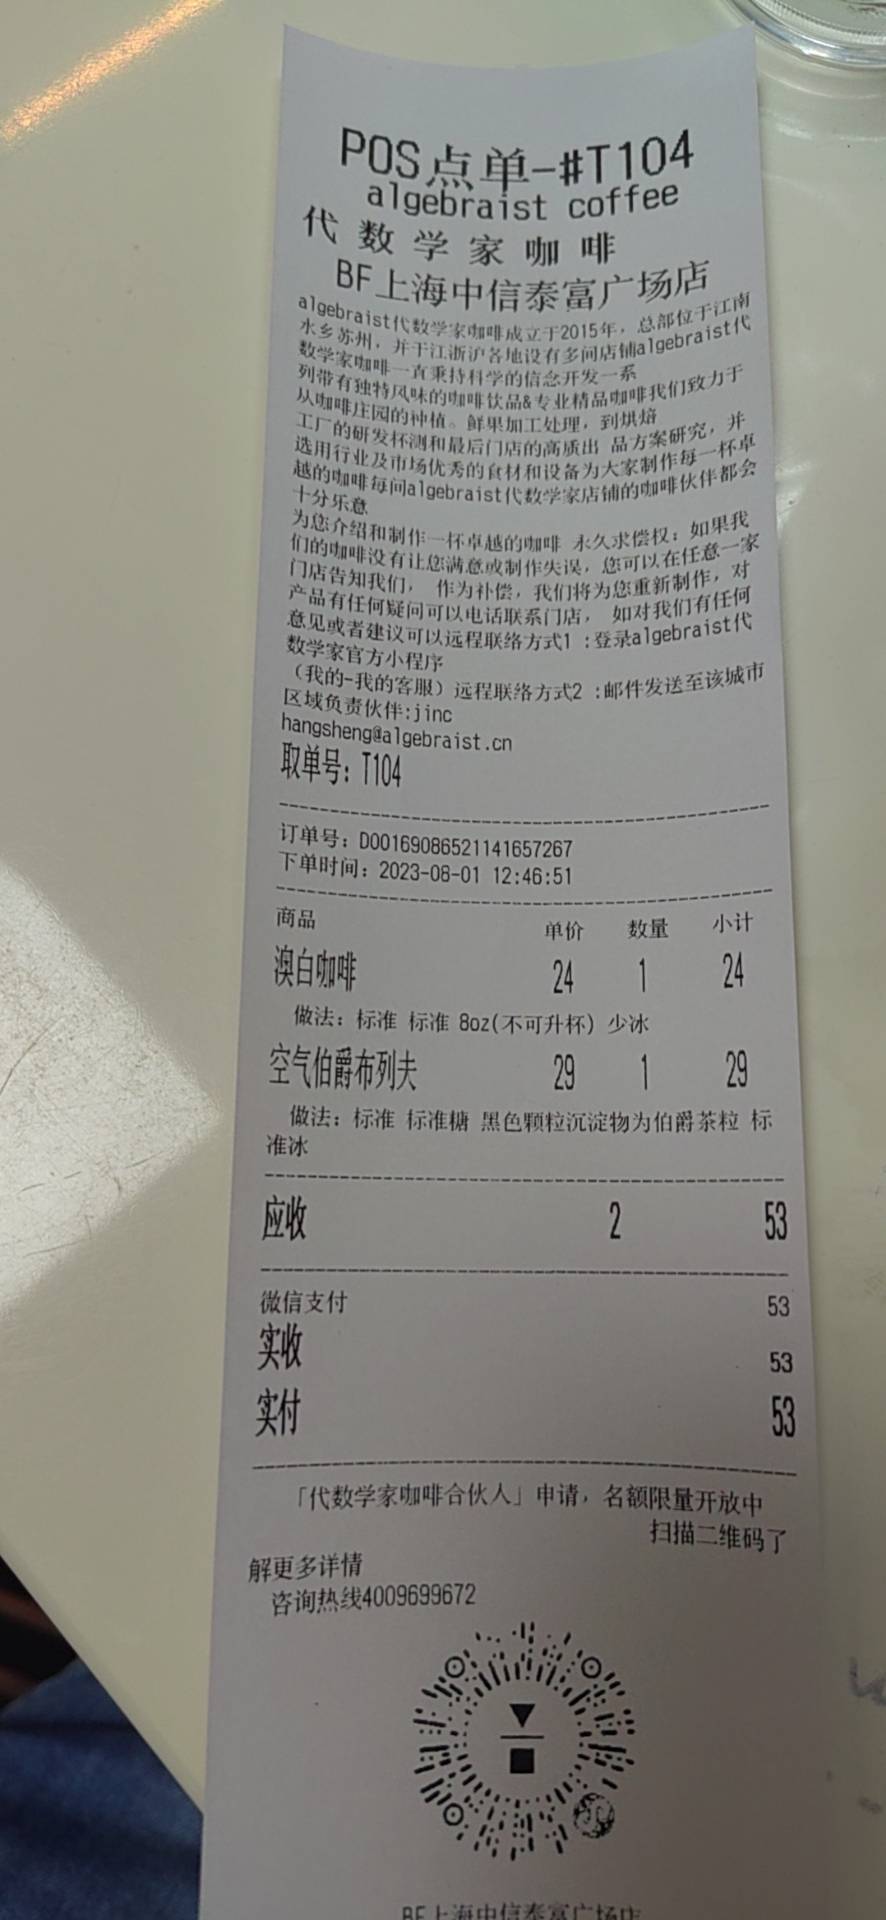 POS点单-#T104
algebraist coffee
代数学家咖啡
BF上海中信泰富广场店
algebraist代数学家咖啡成立于2015年，总部位于江南
水乡苏州，并于江浙沪各地设有多间店铺algebraist代
数学家咖啡一直秉持科学的信念开发一系
列带有独特风味的咖啡饮品&专业精品咖啡我们致力于
从咖啡庄园的种植。鲜果加工处理，到烘焙
工厂的研发杯测和最后门店的高质出 品方案研究，并
选用行业及市场优秀的食材和设备为大家制作每一杯卓
越的咖啡每间algebraist代数学家店铺的咖啡伙伴都会
十分乐意
为您介绍和制作一杯卓越的咖啡 永久求偿权：如果我
们的咖啡没有让您满意或制作失误，您可以在任意一家
门店告知我们， 作为补偿，我们将为您重新制作，对
产品有任何疑问可以电话联系门店， 如对我们有任何
意见或者建议可以远程联络方式1 :登录algebraist代
数学家官方小程序
（我的-我的客服）远程联络方式2 :邮件发送至该城市
区域负责伙伴:jinc
hangsheng@algebraist.cn
取单号：T104
订单号：D00169086521141657267
下单时间：2023-08-01 12:46:51
商品 单价 数量 小计
澳白咖啡 24 1 24
做法：标准 标准 8oz(不可升杯) 少冰
空气伯爵布列夫 29 1 29
做法：标准 标准糖 黑色颗粒沉淀物为伯爵茶粒 标
准冰
应收 2 53
微信支付 53
实收 53
实付 53
「代数学家咖啡合伙人」申请，名额限量开放中
扫描二维码了
解更多详情
咨询热线4009699672
BF上海中信泰富广场店